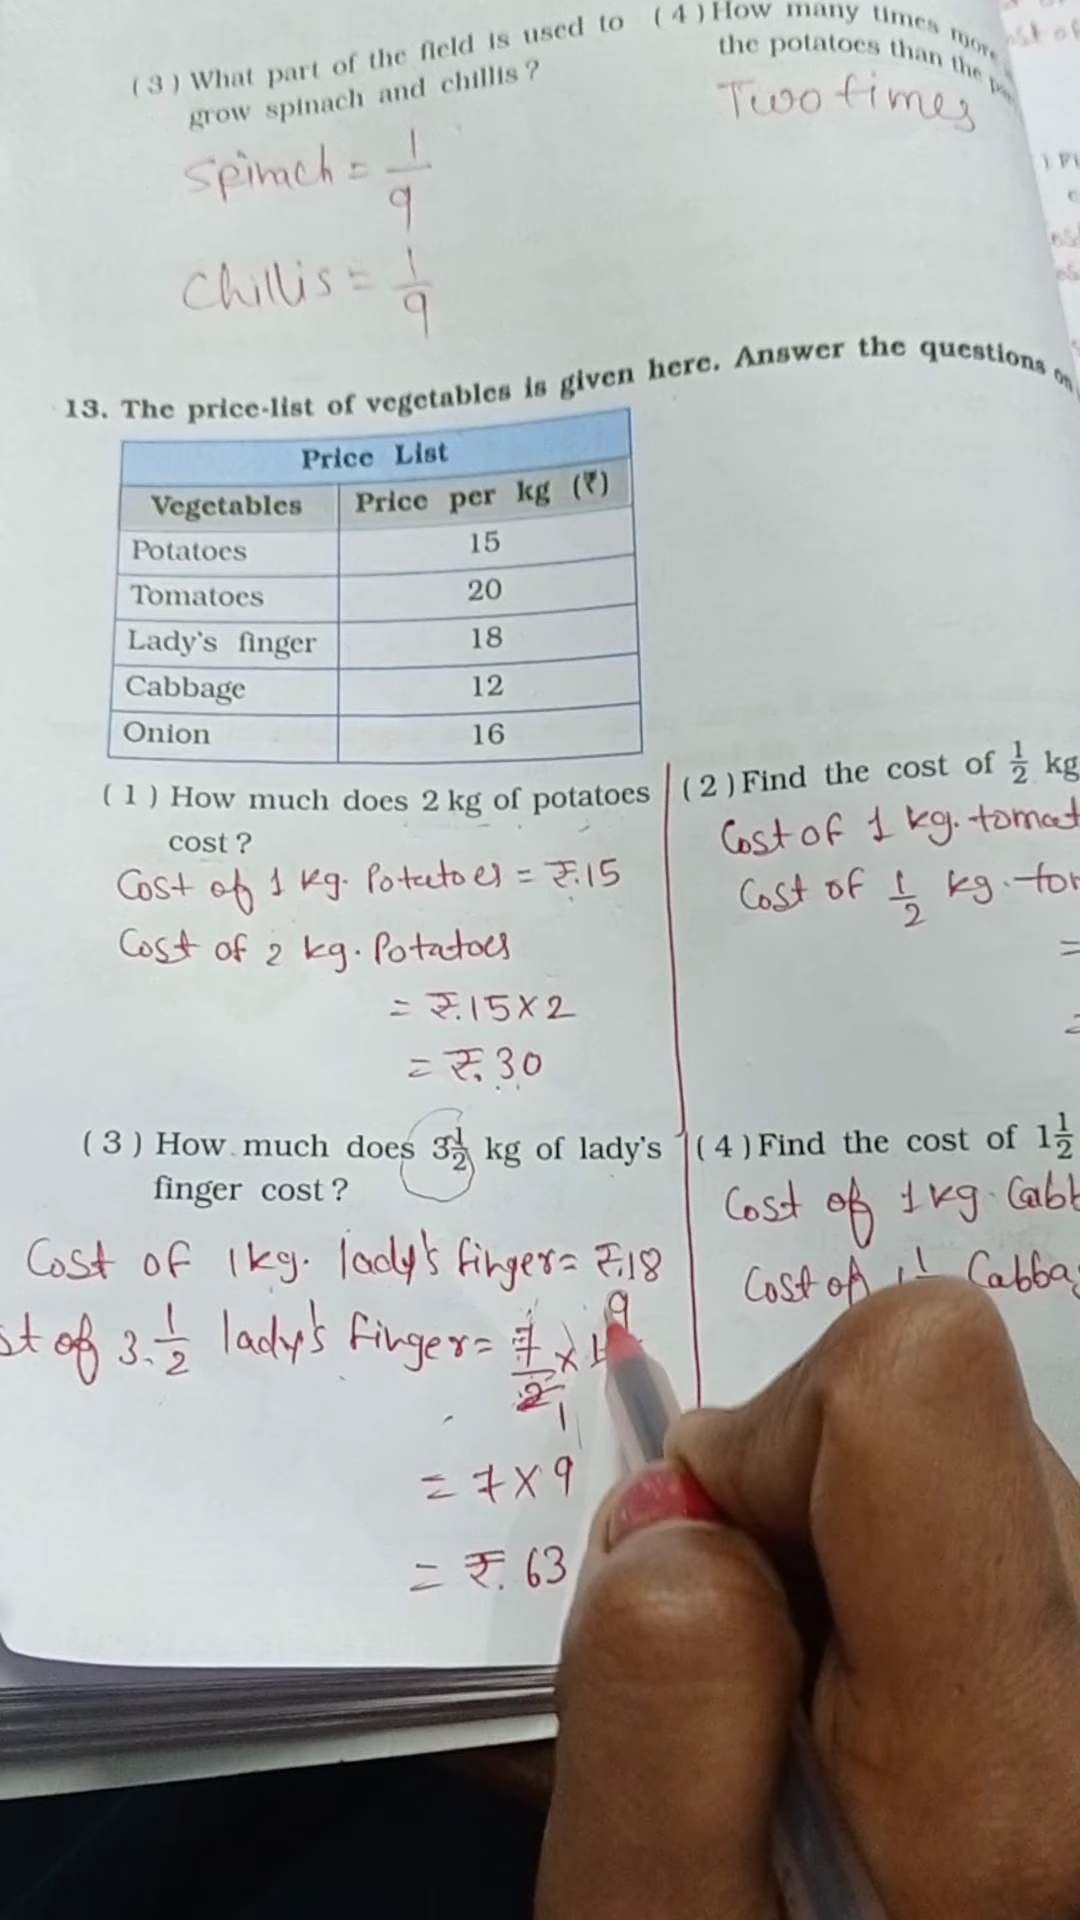 (3) What part of the field is used to
grow spinach and chillis?
Spinach = 1/9
Chillis = 1/9
(4) How many times more
the potatoes than the
Two times
13. The price-list of vegetables is given here. Answer the questions on
Price List
Vegetables Price per kg (₹)
Potatoes 15
Tomatoes 20
Lady's finger 18
Cabbage 12
Onion 16
(1) How much does 2 kg of potatoes
cost?
Cost of 1 kg. Potatoes = ₹.15
Cost of 2 kg. Potatoes
= ₹.15 × 2
= ₹.30
(2) Find the cost of 1/2 kg
Cost of 1 kg. tomat
Cost of 1/2 kg. tom
=
=
(3) How much does 3 1/2 kg of lady's
finger cost?
Cost of 1kg. lady's finger = ₹.18
st of 3. 1/2 lady's finger = 7/2 ×
9
1
= 7 × 9
= ₹. 63
(4) Find the cost of 1 1/2
Cost of 1 kg. Cabb
Cost of Cabba